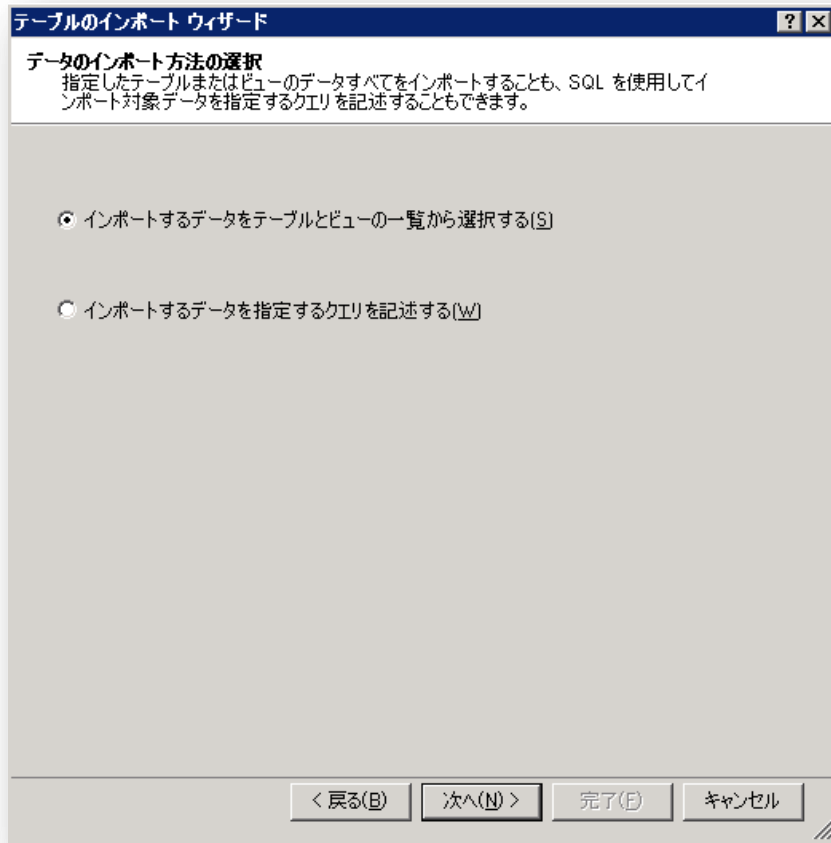 テーブルのインポート ウィザード
データのインポート方法の選択
指定したテーブルまたはビューのデータすべてをインポートすることも、SQL を使用してイ
ンポート対象データを指定するクエリを記述することもできます。
インポートするデータをテーブルとビューの一覧から選択する(S)
インポートするデータを指定するクエリを記述する(W)
< 戻る(B) 次へ(N) > 完了(F) キャンセル